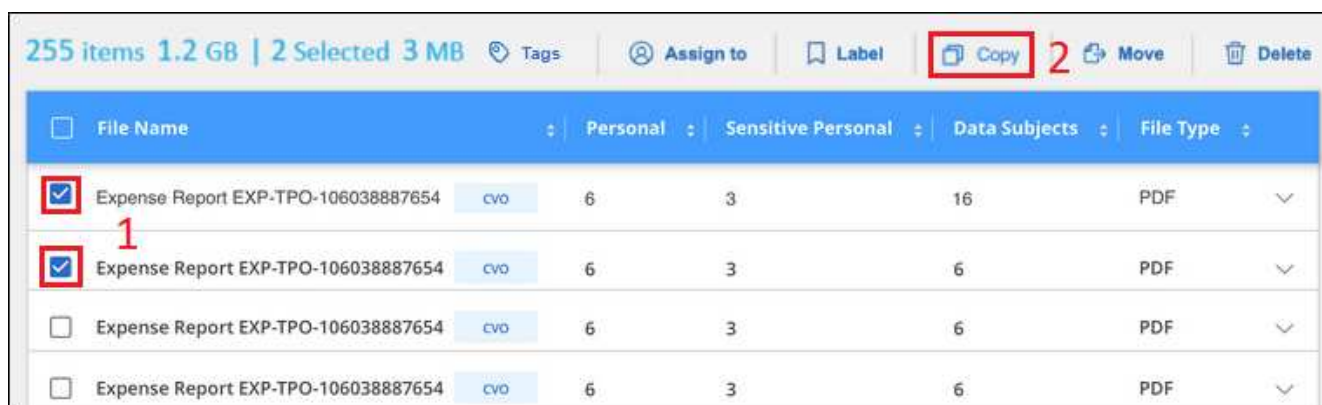 255 items 1.2 GB | 2 Selected 3 MB Tags Assign to Label Copy 2 Move Delete
File Name Personal Sensitive Personal Data Subjects File Type
Expense Report EXP-TPO-106038887654 CVO 6 3 16 PDF
1
Expense Report EXP-TPO-106038887654 CVO 6 3 6 PDF
Expense Report EXP-TPO-106038887654 CVO 6 3 6 PDF
Expense Report EXP-TPO-106038887654 CVO 6 3 6 PDF